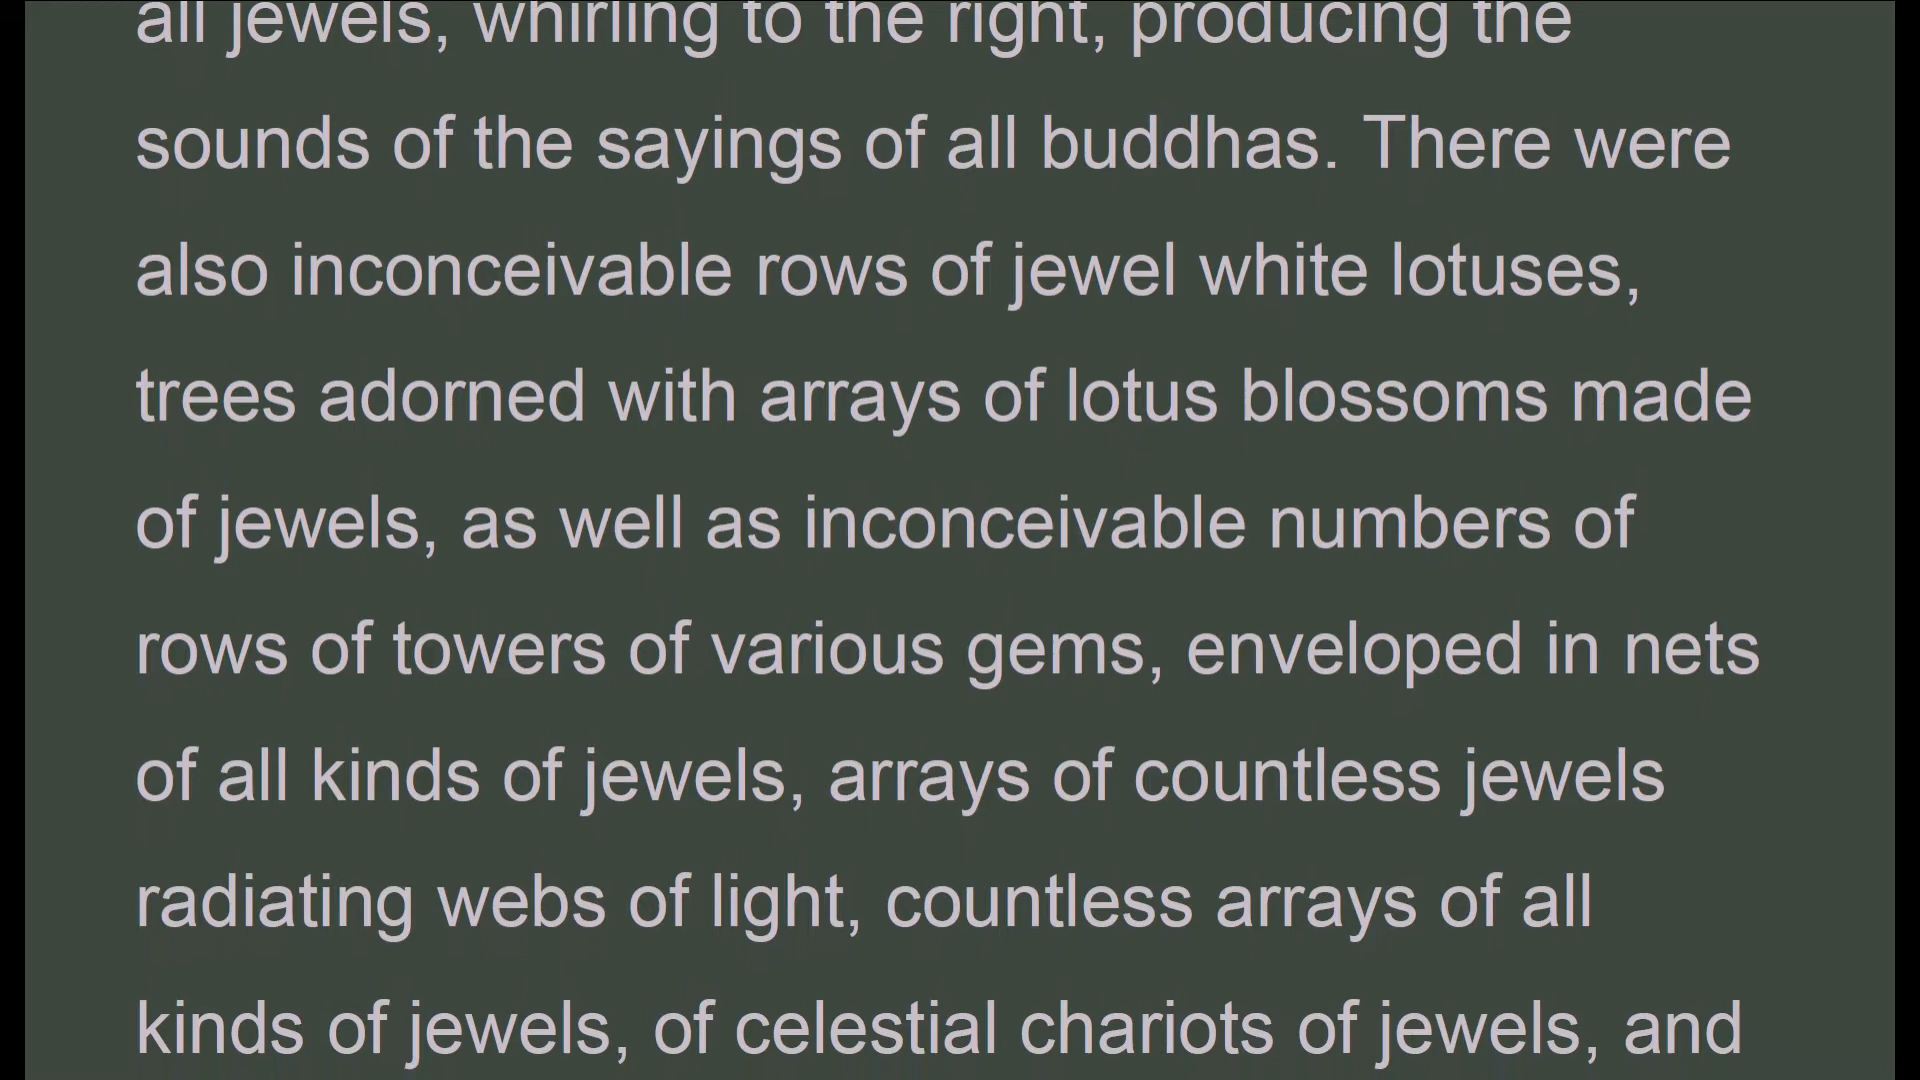 all jewels, whirling to the right, producing the
sounds of the sayings of all buddhas. There were
also inconceivable rows of jewel white lotuses,
trees adorned with arrays of lotus blossoms made
of jewels, as well as inconceivable numbers of
rows of towers of various gems, enveloped in nets
of all kinds of jewels, arrays of countless jewels
radiating webs of light, countless arrays of all
kinds of jewels, of celestial chariots of jewels, and